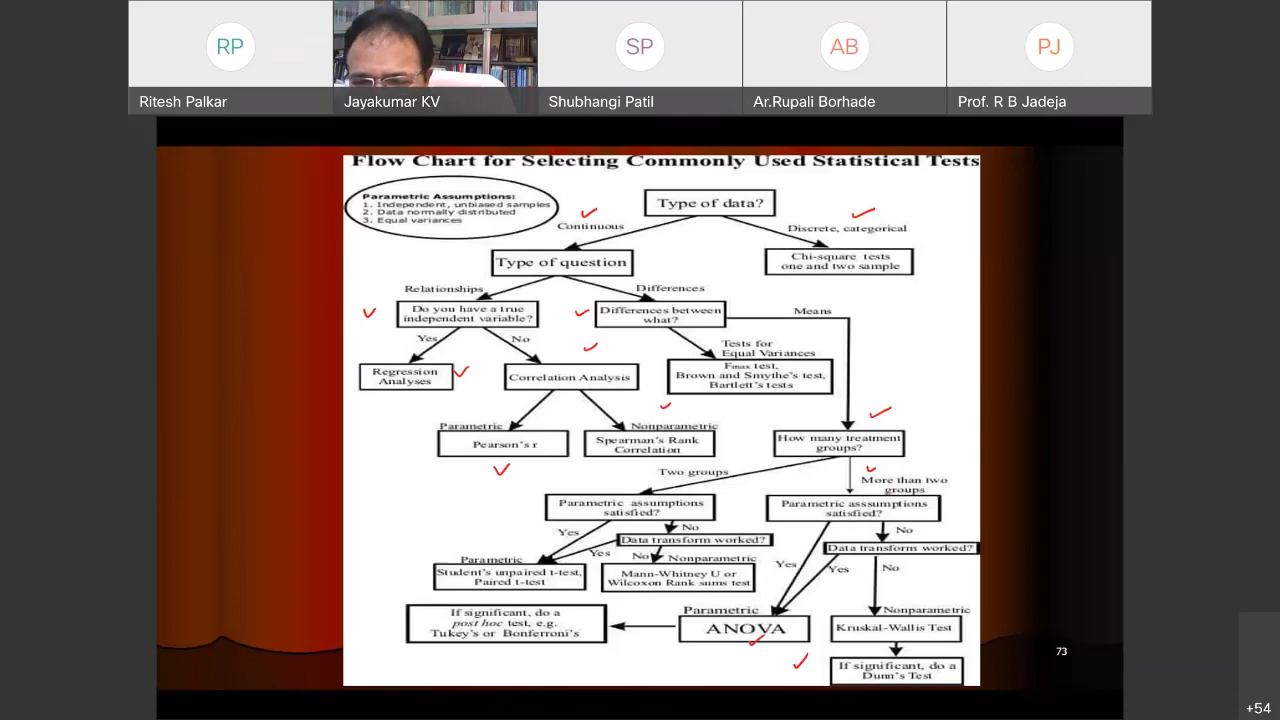 RP
SP
AB
PJ
Ritesh Palkar
Jayakumar KV
Shubhangi Patil
Ar.Rupali Borhade
Prof. R B Jadeja
Flow Chart for Selecting Commonly Used Statistical Tests
Parametric Assumptions:
1. Independent, unbiased samples
2. Data normally distributed
3. Equal variances
Type of data?
Continuous
Discrete, categorical
Type of question
Chi-square tests
one and two sample
Relationships
Differences
Do you have a true
independent variable?
Differences between
what?
Means
Yes
No
Tests for
Equal Variances
Regression
Analyses
Correlation Analysis
Fmax test,
Brown and Smythe's test,
Bartlett's tests
Parametric
Nonparametric
Pearson's r
Spearman's Rank
Correlation
How many treatment
groups?
Two groups
More than two
groups
Parametric assumptions
satisfied?
Parametric asssumptions
satisfied?
Yes
No
No
Data transform worked?
Data transform worked?
Yes
No
Parametric
Nonparametric
Yes
Yes
No
Student's unpaired t-test,
Paired t-test
Mann-Whitney U or
Wilcoxon Rank sums test
If significant, do a
post hoc test, e.g.
Tukey's or Bonferroni's
Parametric
ANOVA
Nonparametric
Kruskal-Wallis Test
If significant, do a
Dunn's Test
73
+54